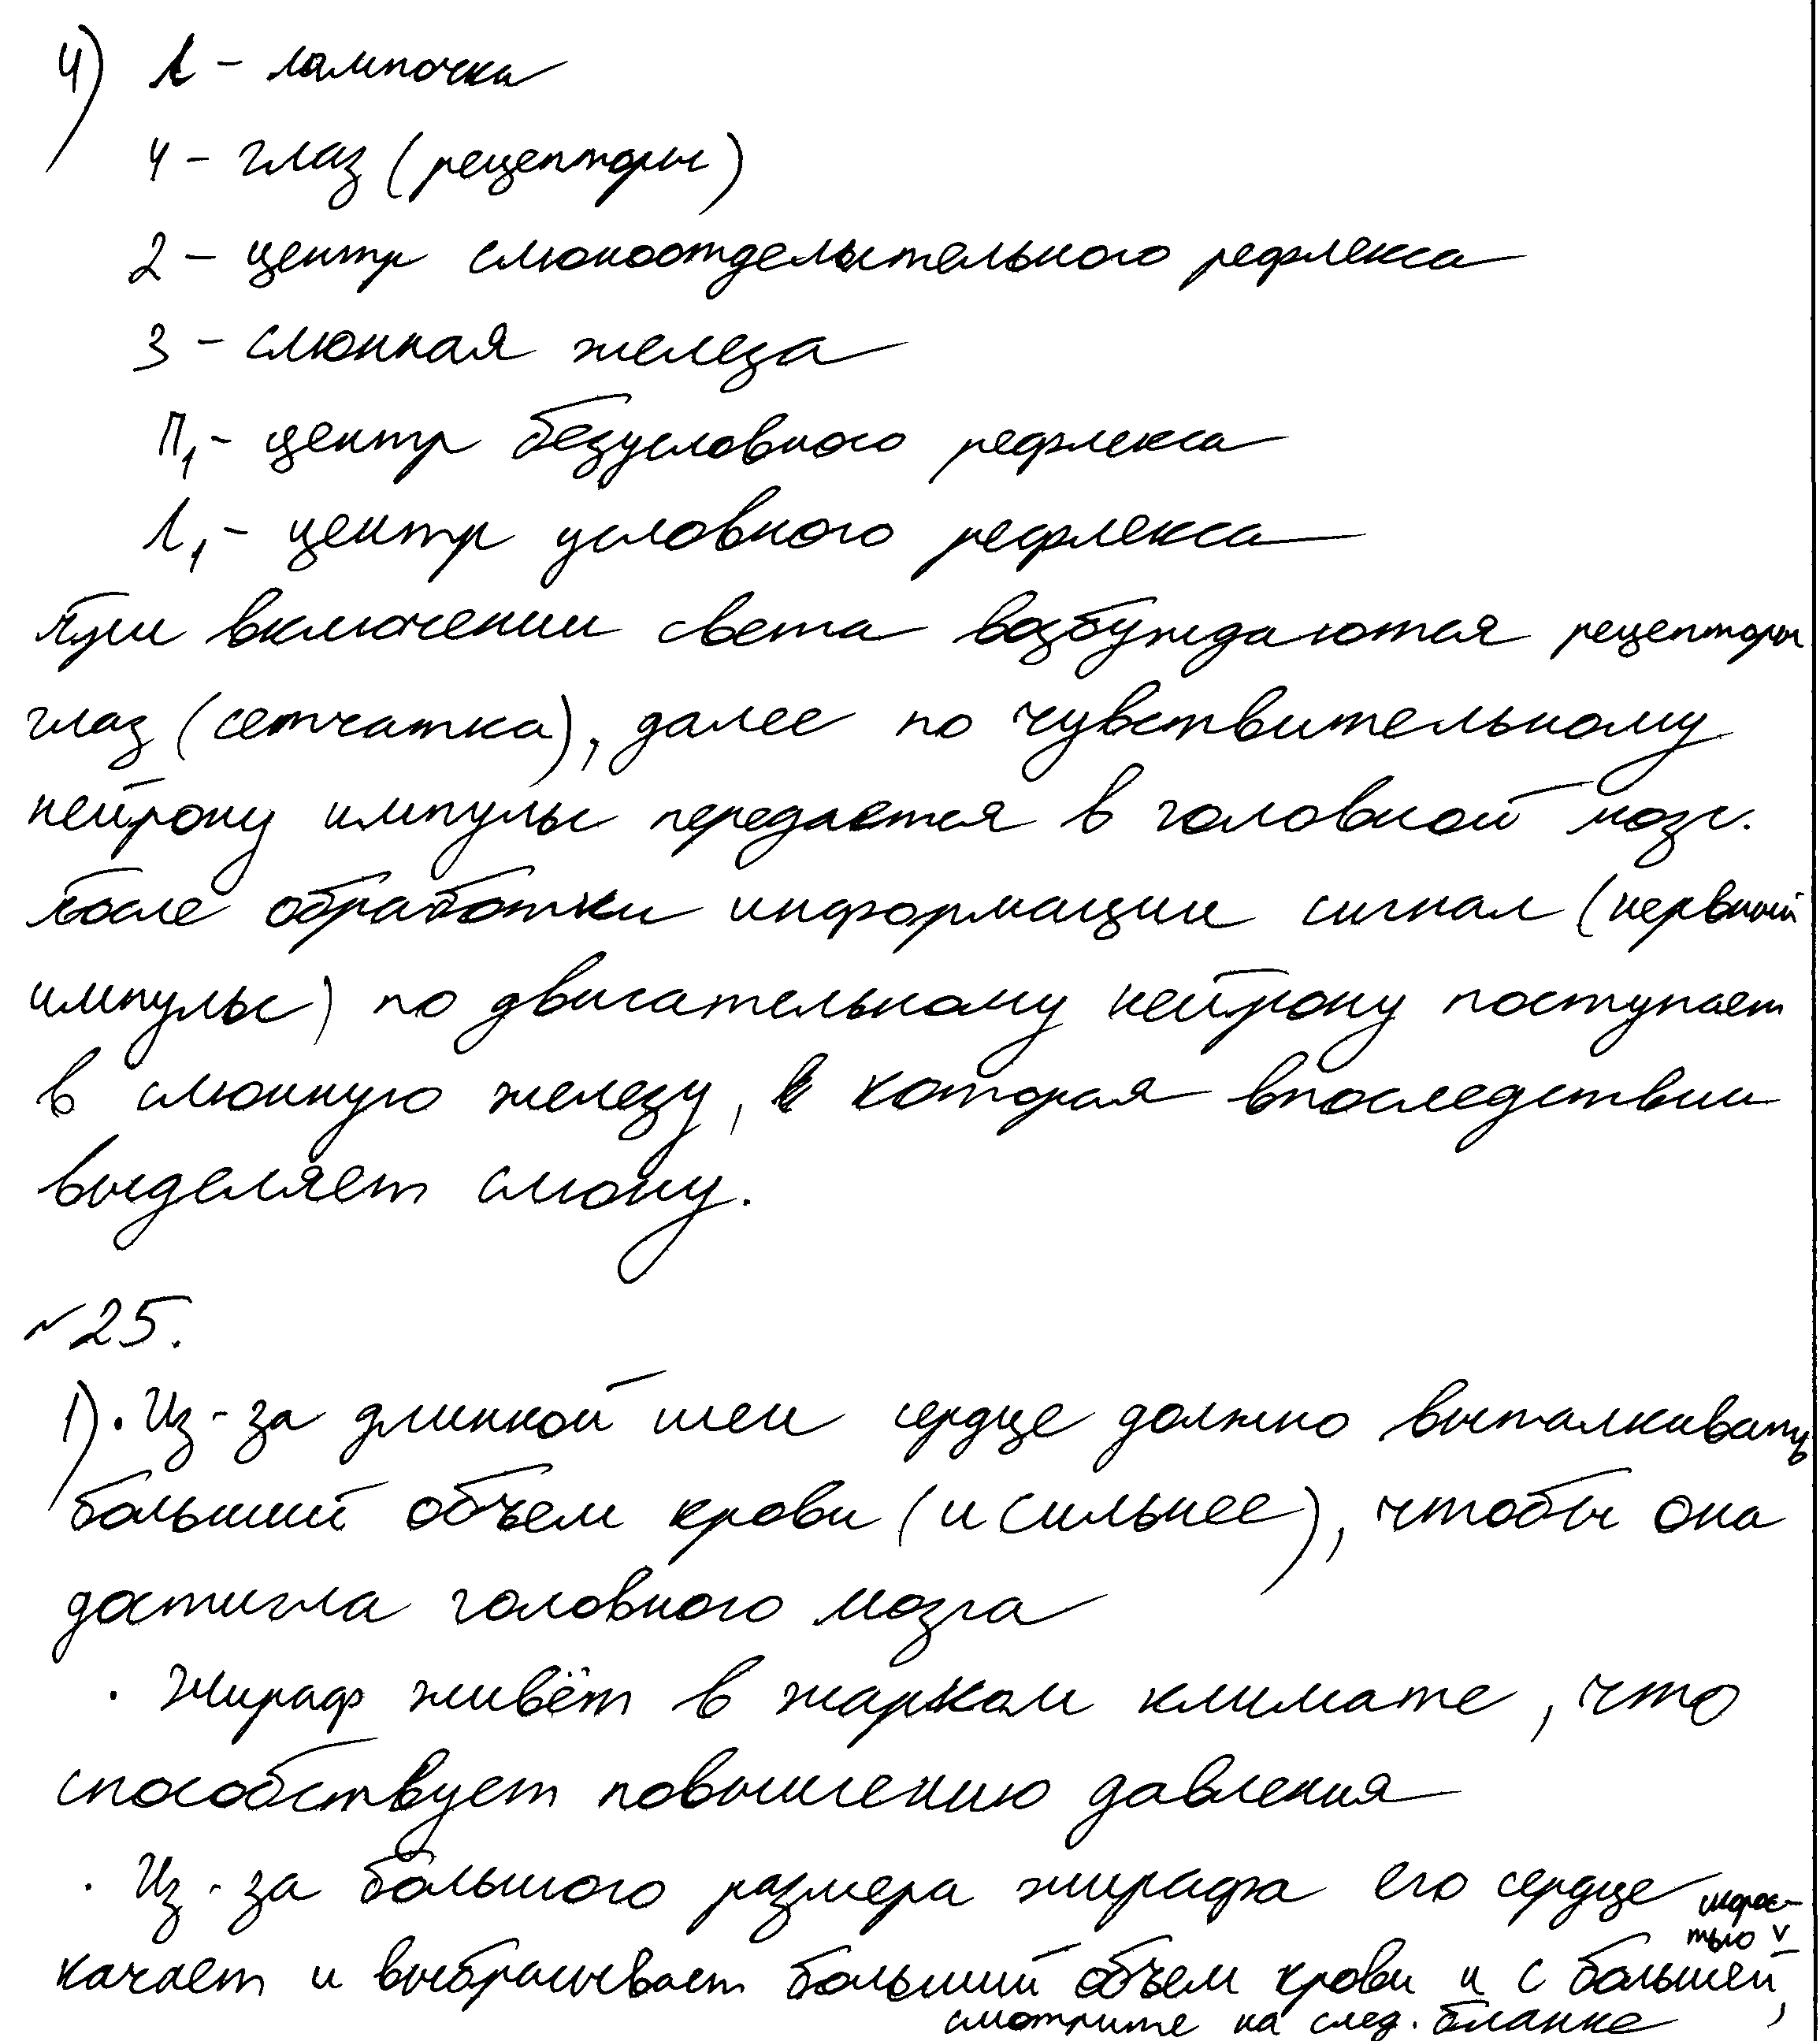 4) Л - лампочка
4 - глаз (рецепторы)
2 - центр слюноотделительного рефлекса
3 - слюнная железа
П₁ - центр безусловного рефлекса
Л₁ - центр условного рефлекса
При включении света возбуждаются рецепторы
глаз (сетчатка), далее по чувствительному
нейрону импульс передается в головной мозг.
После обработки информации сигнал (нервный
импульс) по двигательному нейрону поступает
в слюнную железу, которая впоследствии
выделяет слюну.
№25.
1) · Из-за длинной шеи сердце должно выталкивать
больший объем крови (и сильнее), чтобы она
достигла головного мозга
· Жираф живёт в жарком климате, что
способствует повышению давления
· Из-за большого размера жирафа его сердце
качает и выбрасывает больший объем крови и с большей скоростью,
смотрите на след. бланке